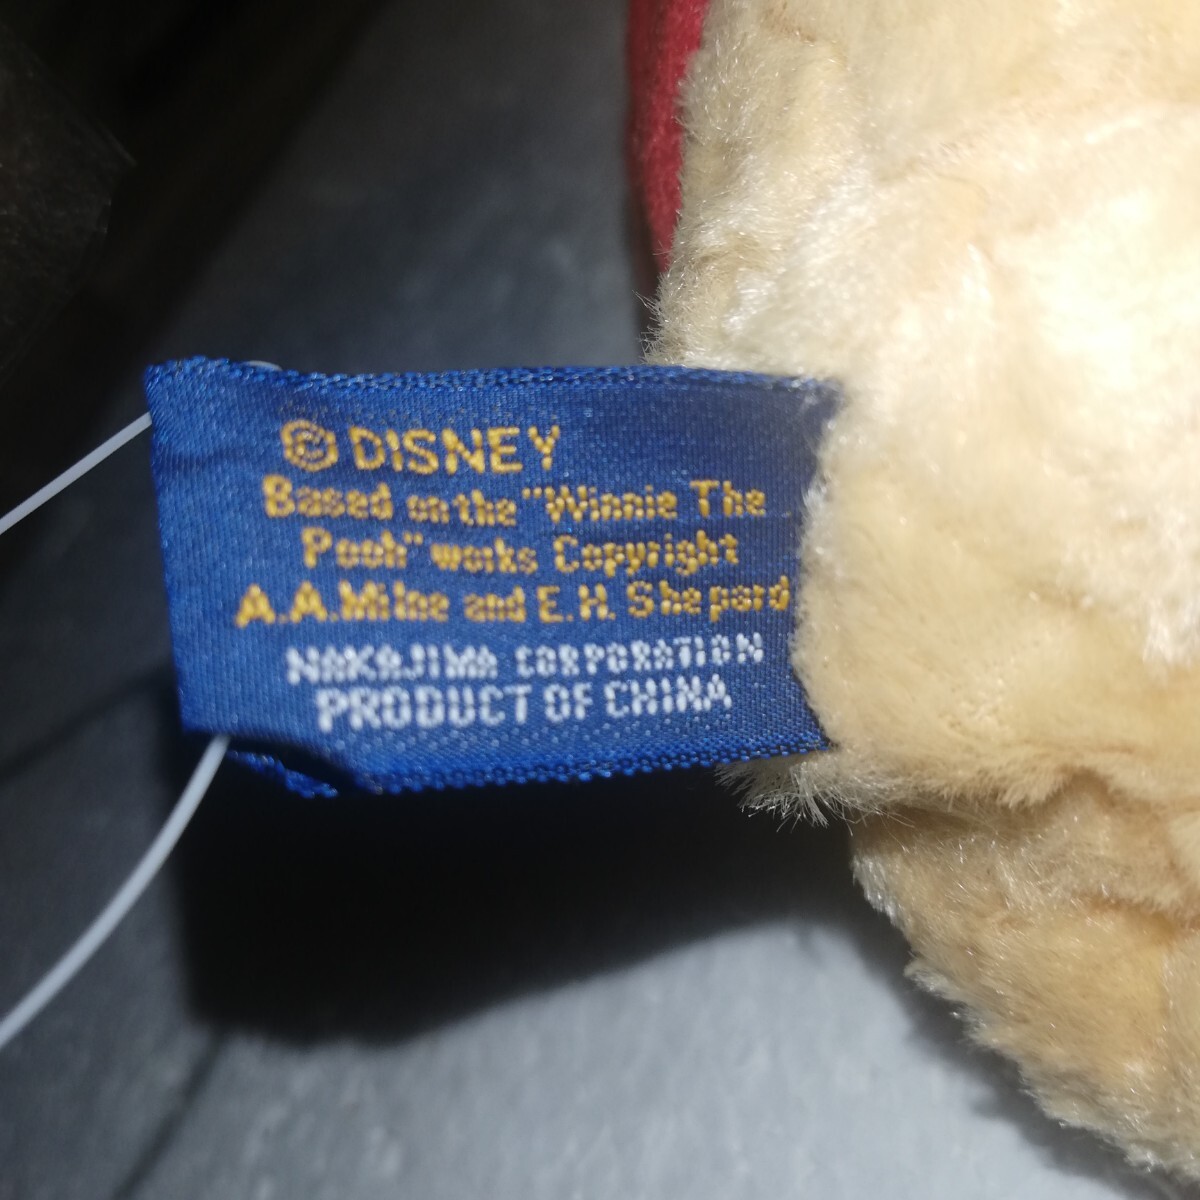 © DISNEY
Based on the "Winnie The
Pooh" works Copyright
A.A.Milne and E.H. Shepard
NAKAJIMA CORPORATION
PRODUCT OF CHINA